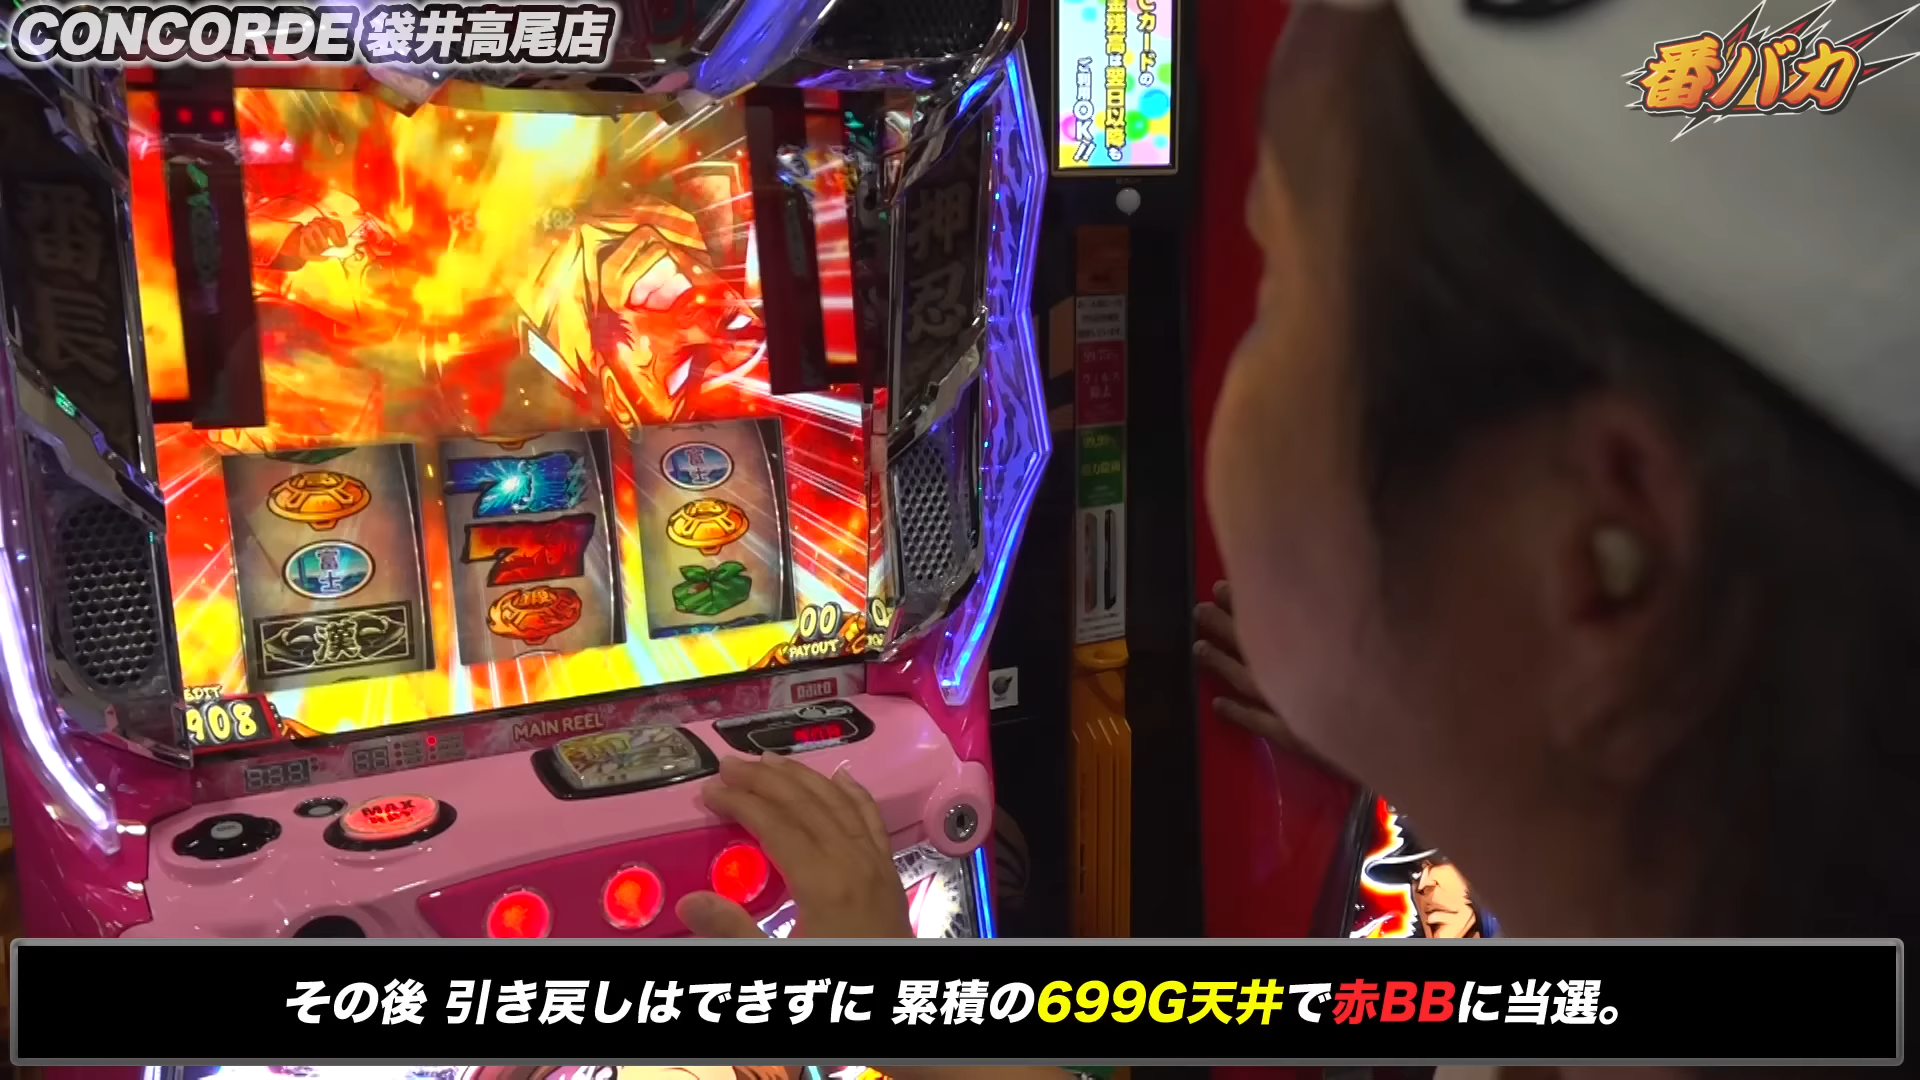 CONCORDE 袋井高尾店
番バカ
Cカードの
金残高は翌日以降も
ご利用OK!!
番長
押忍
富士
富士
漢
00
PAYOUT
908
MAIN REEL
Daito
MAX
BET
その後 引き戻しはできずに 累積の699G天井で赤BBに当選。